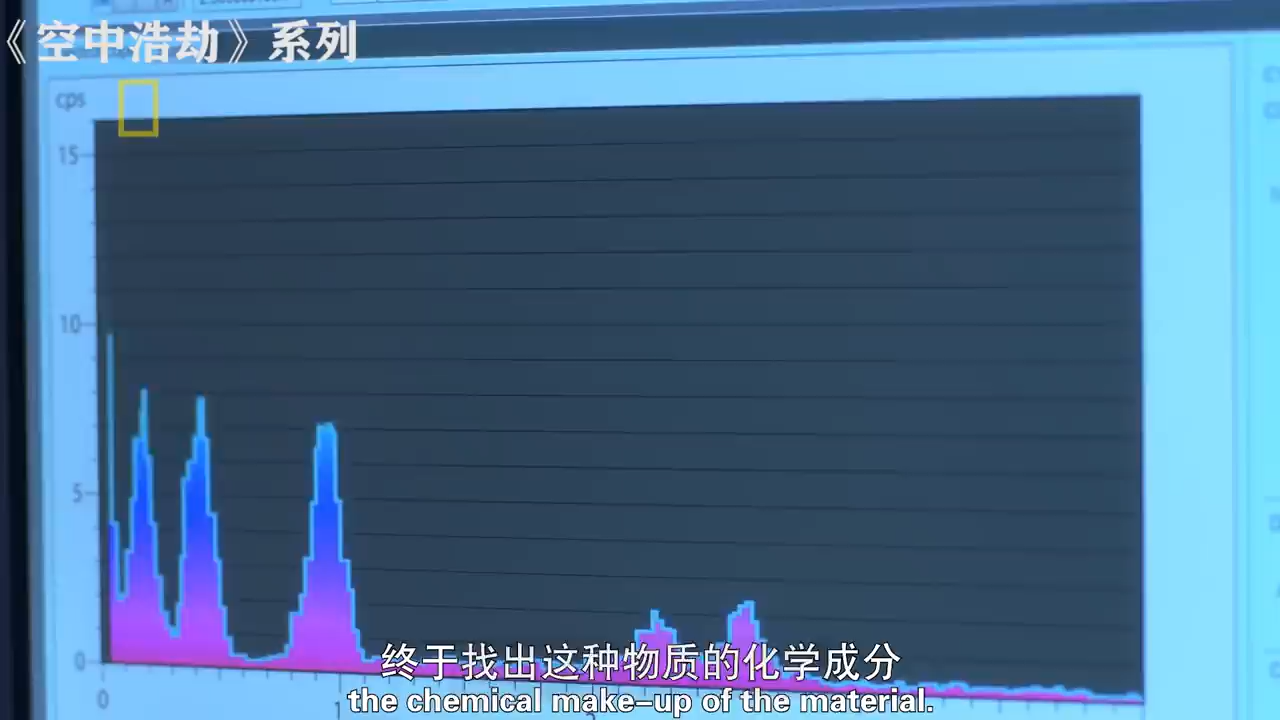 《空中浩劫》系列
cps
15
10
5
0
0
1
终于找出这种物质的化学成分
the chemical make-up of the material.